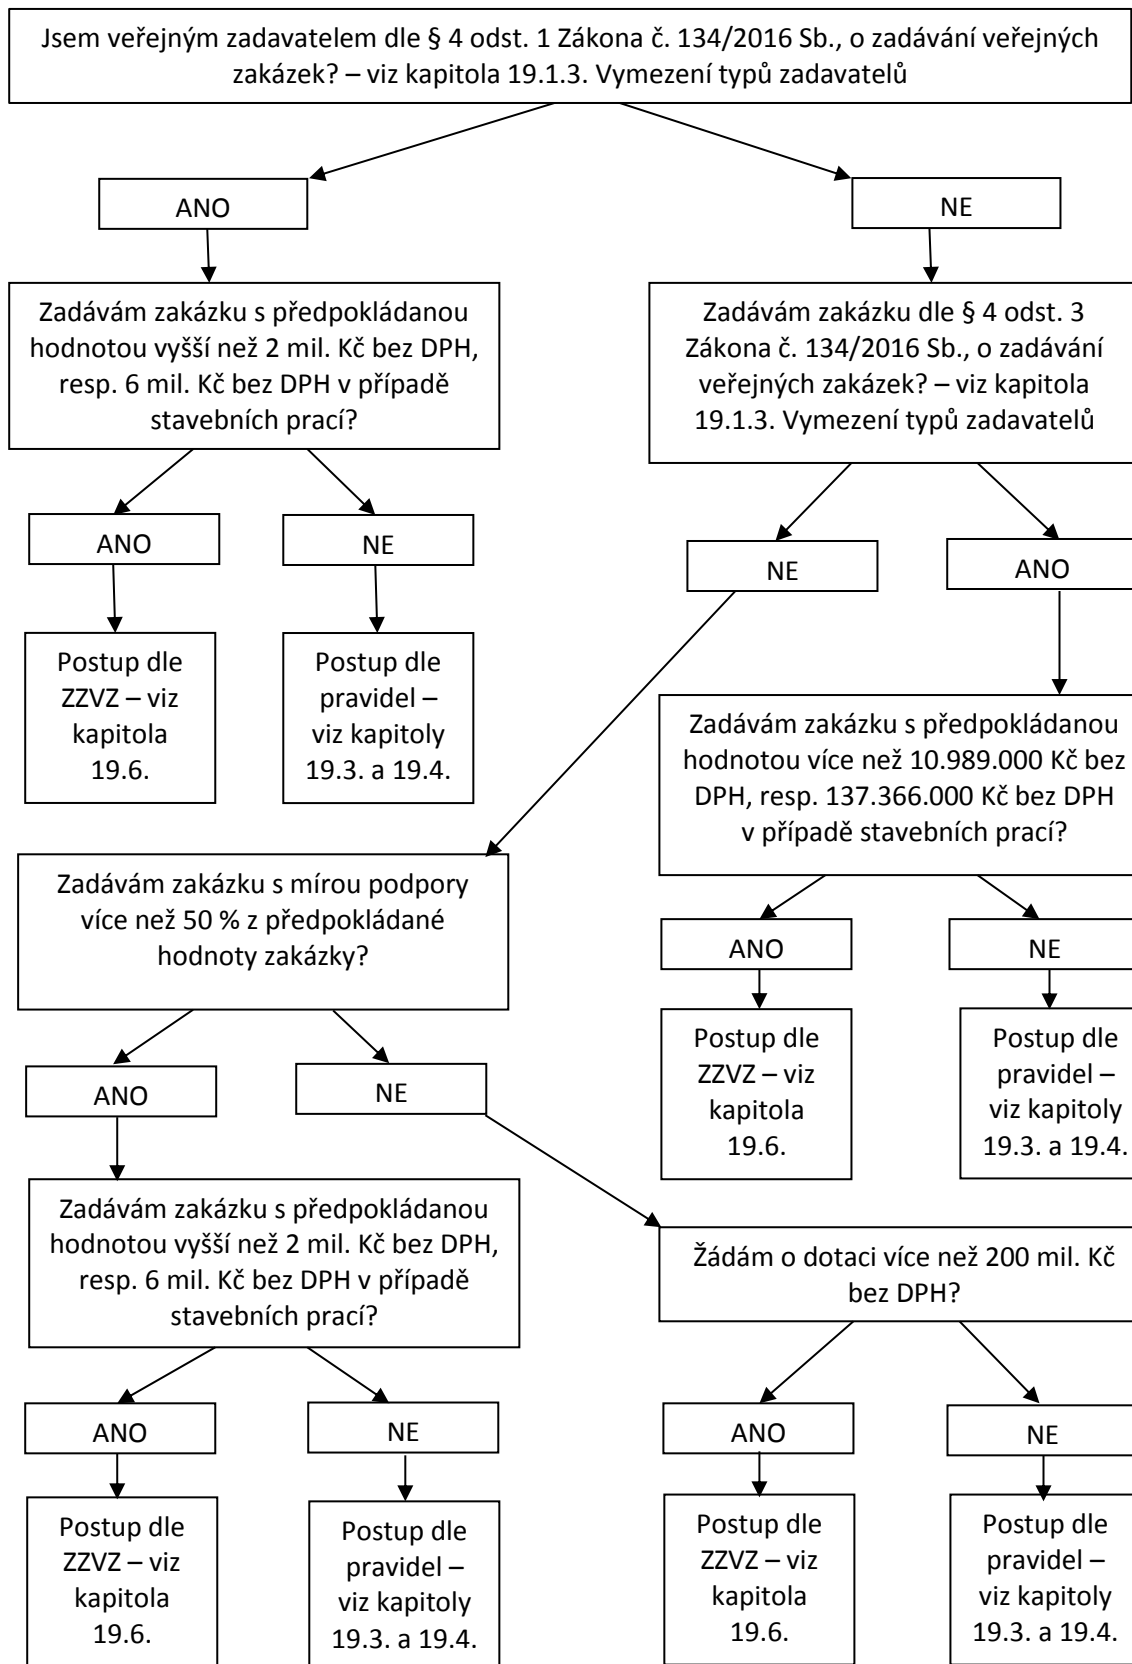 Jsem veřejným zadavatelem dle § 4 odst. 1 Zákona č. 134/2016 Sb., o zadávání veřejných
zakázek? – viz kapitola 19.1.3. Vymezení typů zadavatelů
ANO
NE
Zadávám zakázku s předpokládanou
hodnotou vyšší než 2 mil. Kč bez DPH,
resp. 6 mil. Kč bez DPH v případě
stavebních prací?
Zadávám zakázku dle § 4 odst. 3
Zákona č. 134/2016 Sb., o zadávání
veřejných zakázek? – viz kapitola
19.1.3. Vymezení typů zadavatelů
ANO
NE
NE
ANO
Postup dle
ZZVZ – viz
kapitola
19.6.
Postup dle
pravidel –
viz kapitoly
19.3. a 19.4.
Zadávám zakázku s předpokládanou
hodnotou více než 10.989.000 Kč bez
DPH, resp. 137.366.000 Kč bez DPH
v případě stavebních prací?
Zadávám zakázku s mírou podpory
více než 50 % z předpokládané
hodnoty zakázky?
ANO
NE
Postup dle
ZZVZ – viz
kapitola
19.6.
Postup dle
pravidel –
viz kapitoly
19.3. a 19.4.
ANO
NE
Zadávám zakázku s předpokládanou
hodnotou vyšší než 2 mil. Kč bez DPH,
resp. 6 mil. Kč bez DPH v případě
stavebních prací?
Žádám o dotaci více než 200 mil. Kč
bez DPH?
ANO
NE
ANO
NE
Postup dle
ZZVZ – viz
kapitola
19.6.
Postup dle
pravidel –
viz kapitoly
19.3. a 19.4.
Postup dle
ZZVZ – viz
kapitola
19.6.
Postup dle
pravidel –
viz kapitoly
19.3. a 19.4.